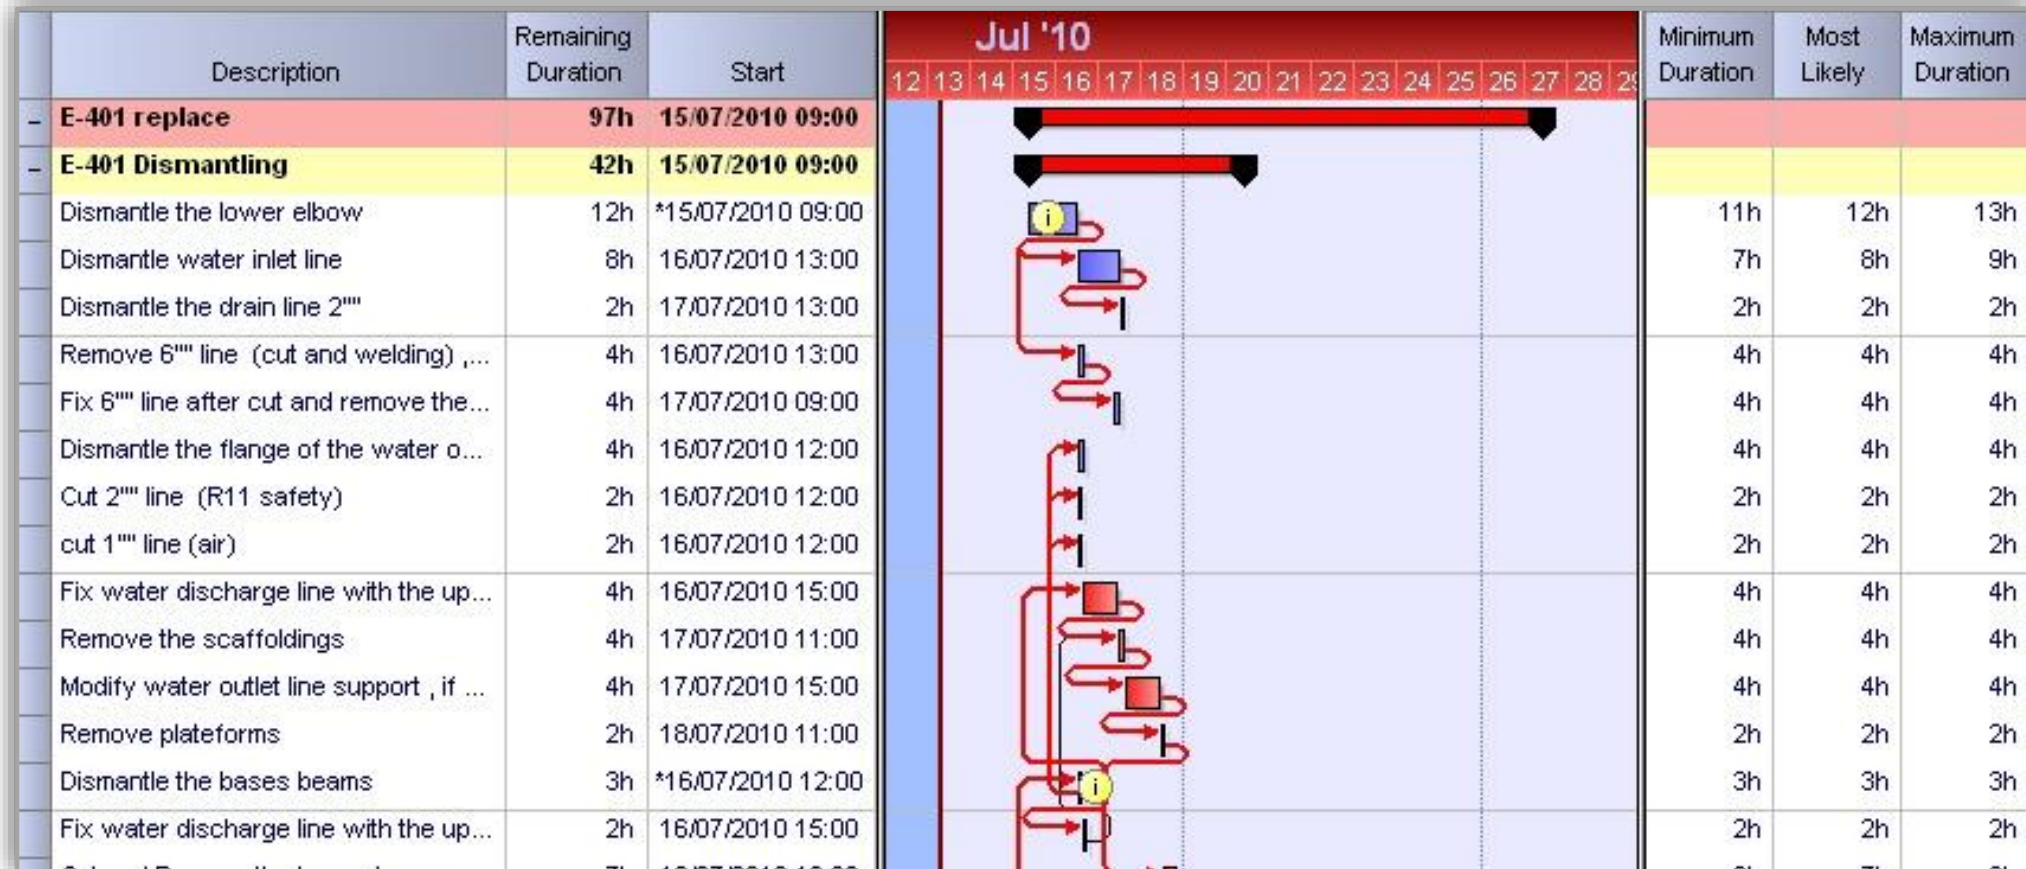 Description Remaining Duration Start Jul '10 Minimum Duration Most Likely Maximum Duration
12 13 14 15 16 17 18 19 20 21 22 23 24 25 26 27 28
- E-401 replace 97h 15/07/2010 09:00
- E-401 Dismantling 42h 15/07/2010 09:00
Dismantle the lower elbow 12h *15/07/2010 09:00 i 11h 12h 13h
Dismantle water inlet line 8h 16/07/2010 13:00 7h 8h 9h
Dismantle the drain line 2"" 2h 17/07/2010 13:00 2h 2h 2h
Remove 6"" line (cut and welding) ,... 4h 16/07/2010 13:00 4h 4h 4h
Fix 6"" line after cut and remove the... 4h 17/07/2010 09:00 4h 4h 4h
Dismantle the flange of the water o... 4h 16/07/2010 12:00 4h 4h 4h
Cut 2"" line (R11 safety) 2h 16/07/2010 12:00 2h 2h 2h
cut 1"" line (air) 2h 16/07/2010 12:00 2h 2h 2h
Fix water discharge line with the up... 4h 16/07/2010 15:00 4h 4h 4h
Remove the scaffoldings 4h 17/07/2010 11:00 4h 4h 4h
Modify water outlet line support , if ... 4h 17/07/2010 15:00 4h 4h 4h
Remove plateforms 2h 18/07/2010 11:00 2h 2h 2h
Dismantle the bases beams 3h *16/07/2010 12:00 i 3h 3h 3h
Fix water discharge line with the up... 2h 16/07/2010 15:00 2h 2h 2h